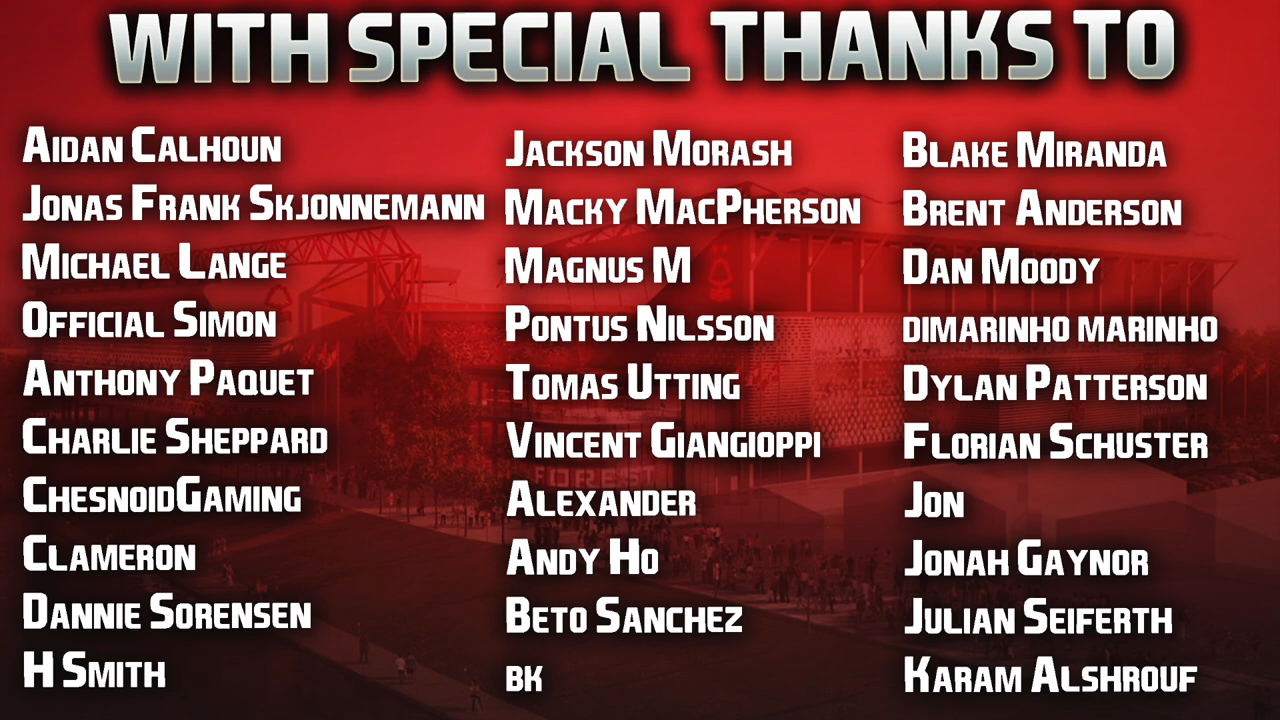 WITH SPECIAL THANKS TO
Aidan Calhoun
Jonas Frank Skjonnemann
Michael Lange
Official Simon
Anthony Paquet
Charlie Sheppard
ChesnoidGaming
Clameron
Dannie Sorensen
H Smith
Jackson Morash
Macky MacPherson
Magnus M
Pontus Nilsson
Tomas Utting
Vincent Giangioppi
Alexander
Andy Ho
Beto Sanchez
bk
Blake Miranda
Brent Anderson
Dan Moody
dimarinho marinho
Dylan Patterson
Florian Schuster
Jon
Jonah Gaynor
Julian Seiferth
Karam Alshrouf
FOREST